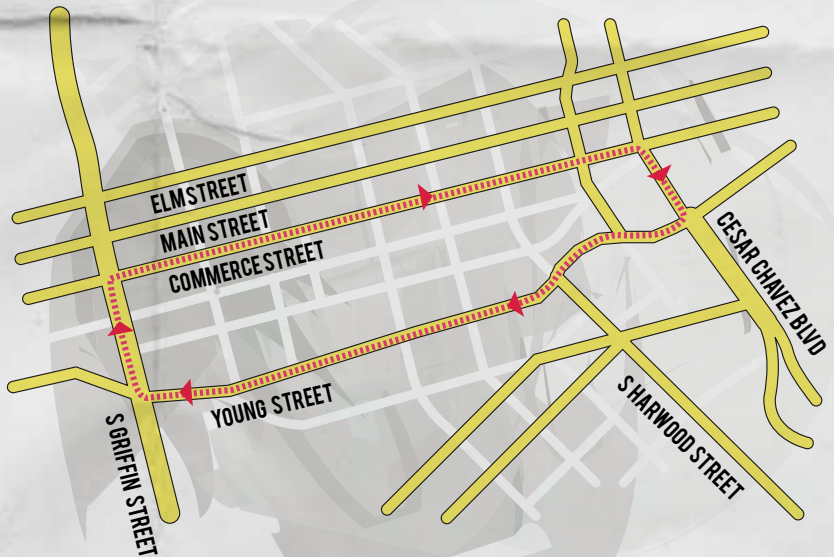 ELM STREET
MAIN STREET
COMMERCE STREET
CESAR CHAVEZ BLVD
YOUNG STREET
S HARWOOD STREET
S GRIFFIN STREET